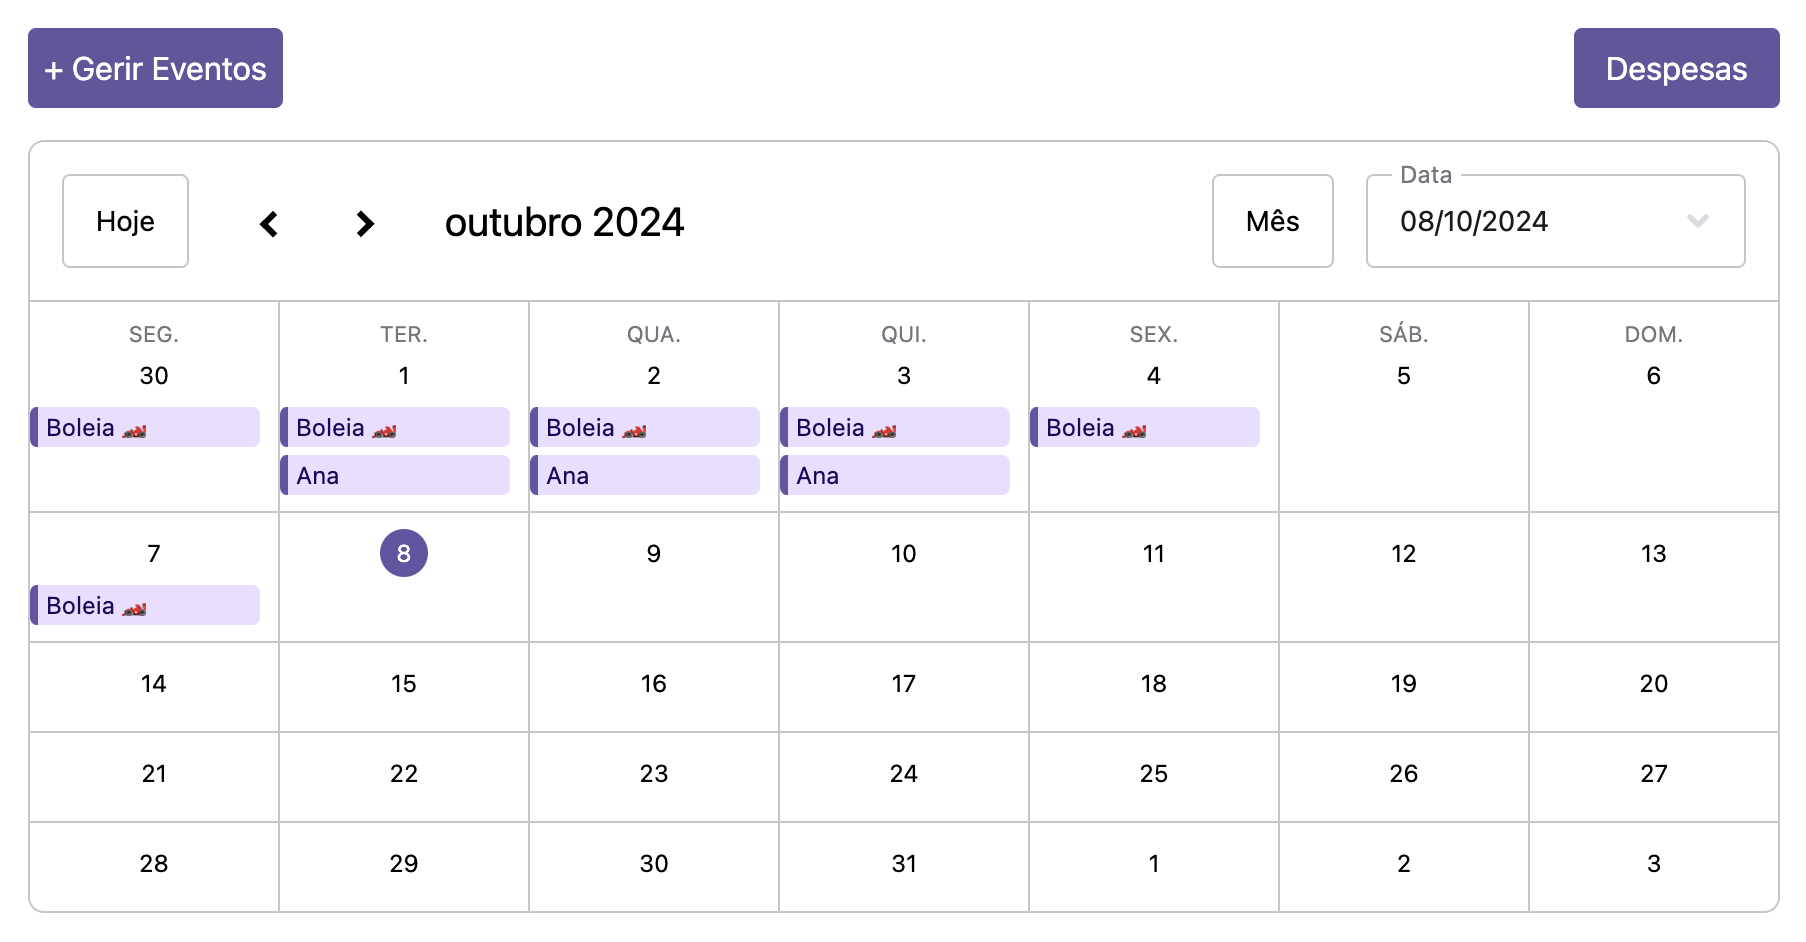 + Gerir Eventos Despesas
Hoje outubro 2024 Mês Data 08/10/2024
SEG. TER. QUA. QUI. SEX. SÁB. DOM.
30 1 2 3 4 5 6
Boleia 🏎️ Boleia 🏎️ Boleia 🏎️ Boleia 🏎️ Boleia 🏎️
Ana Ana Ana
7 8 9 10 11 12 13
Boleia 🏎️
14 15 16 17 18 19 20
21 22 23 24 25 26 27
28 29 30 31 1 2 3